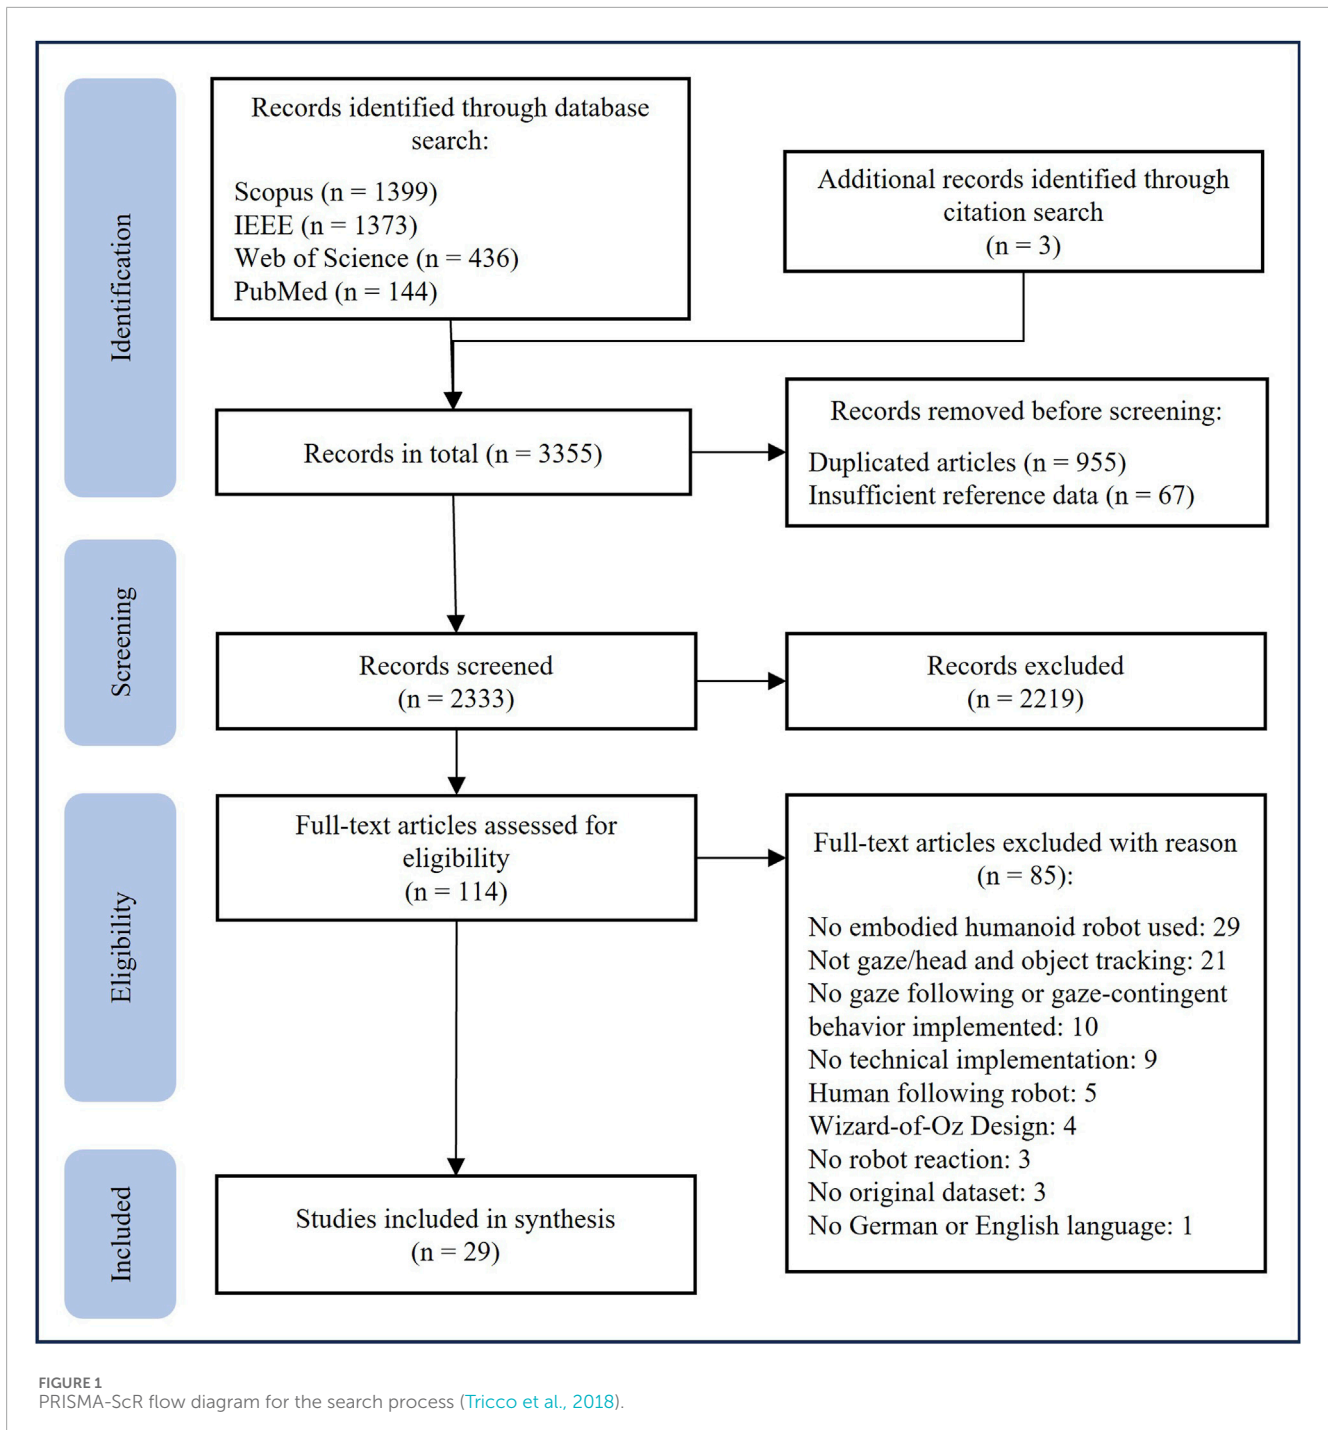 Identification
Records identified through database
search:
Scopus (n = 1399)
IEEE (n = 1373)
Web of Science (n = 436)
PubMed (n = 144)
Additional records identified through
citation search
(n = 3)
Records in total (n = 3355)
Records removed before screening:
Duplicated articles (n = 955)
Insufficient reference data (n = 67)
Screening
Records screened
(n = 2333)
Records excluded
(n = 2219)
Eligibility
Full-text articles assessed for
eligibility
(n = 114)
Full-text articles excluded with reason
(n = 85):
No embodied humanoid robot used: 29
Not gaze/head and object tracking: 21
No gaze following or gaze-contingent
behavior implemented: 10
No technical implementation: 9
Human following robot: 5
Wizard-of-Oz Design: 4
No robot reaction: 3
No original dataset: 3
No German or English language: 1
Included
Studies included in synthesis
(n = 29)
FIGURE 1
PRISMA-ScR flow diagram for the search process (Tricco et al., 2018).